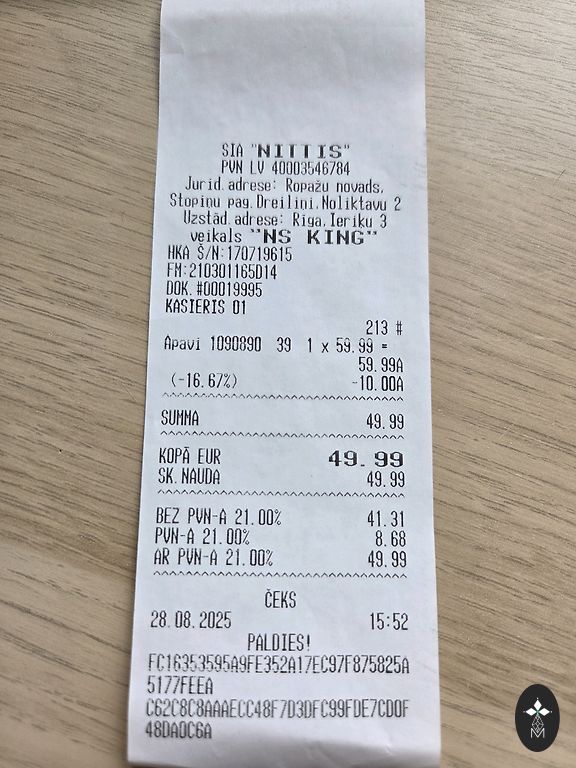 SIA "NITTIS"
PVN LV 40003546784
Jurid.adrese: Ropažu novads,
Stopiņu pag.Dreiliņi,Noliktavu 2
Uzstād.adrese: Rīga,Ieriķu 3
veikals "NS KING"
HKA Š/N:170719615
FM:210301165D14
DOK.#00019995
KASIERIS 01
213 #
Apavi 1090890 39 1 x 59.99 =
59.99A
(-16.67%) -10.00A
SUMMA 49.99
KOPĀ EUR 49.99
SK.NAUDA 49.99
BEZ PVN-A 21.00% 41.31
PVN-A 21.00% 8.68
AR PVN-A 21.00% 49.99
ČEKS
28.08.2025 15:52
PALDIES!
FC16353595A9FE352A17EC97F875825A
5177FEEA
C62C8C8AAAECC48F7D3DFC99FDE7CD0F
48DA0C6A
M